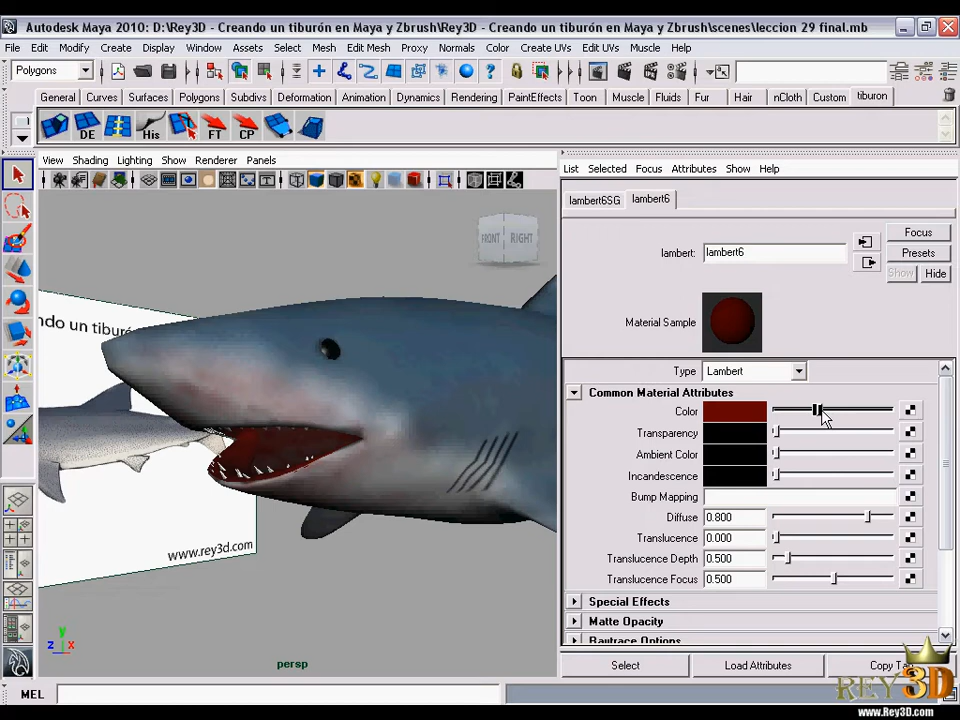 Autodesk Maya 2010: D:\Rey3D - Creando un tiburón en Maya y Zbrush\Rey3D - Creando un tiburón en Maya y Zbrush\scenes\leccion 29 final.mb
File Edit Modify Create Display Window Assets Select Mesh Edit Mesh Proxy Normals Color Create UVs Edit UVs Muscle Help
Polygons
General Curves Surfaces Polygons Subdivs Deformation Animation Dynamics Rendering PaintEffects Toon Muscle Fluids Fur Hair nCloth Custom tiburon
DE His FT CP
View Shading Lighting Show Renderer Panels
List Selected Focus Attributes Show Help
lambert6SG lambert6
Focus
lambert: lambert6
Presets
Show Hide
FRONT RIGHT
ndo un tibur
Material Sample
Type Lambert
Common Material Attributes
Color
Transparency
Ambient Color
Incandescence
Bump Mapping
Diffuse 0.800
Translucence 0.000
Translucence Depth 0.500
Translucence Focus 0.500
www.rey3d.com
Special Effects
Matte Opacity
Raytrace Options
y
z x
persp
Select Load Attributes Copy Ta
REY3D
MEL
www.Rey3D.com